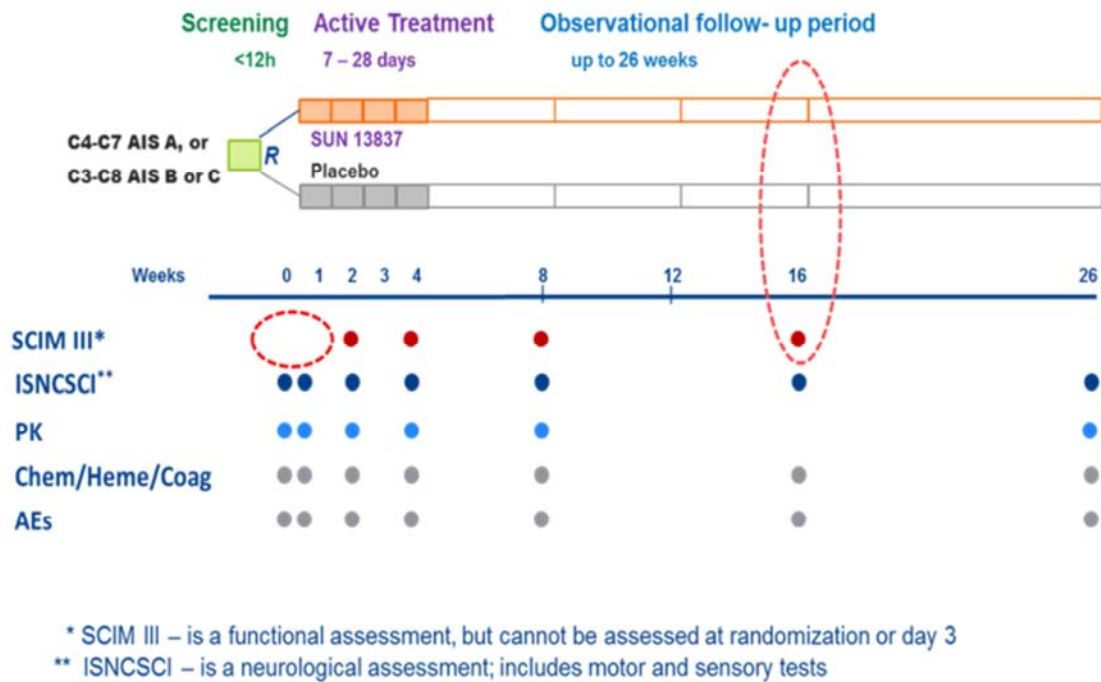 Screening Active Treatment Observational follow- up period
<12h 7 – 28 days up to 26 weeks
C4-C7 AIS A, or
C3-C8 AIS B or C
R
SUN 13837
Placebo
Weeks 0 1 2 3 4 8 12 16 26
SCIM III*
ISNCSCI**
PK
Chem/Heme/Coag
AEs
* SCIM III – is a functional assessment, but cannot be assessed at randomization or day 3
** ISNCSCI – is a neurological assessment; includes motor and sensory tests